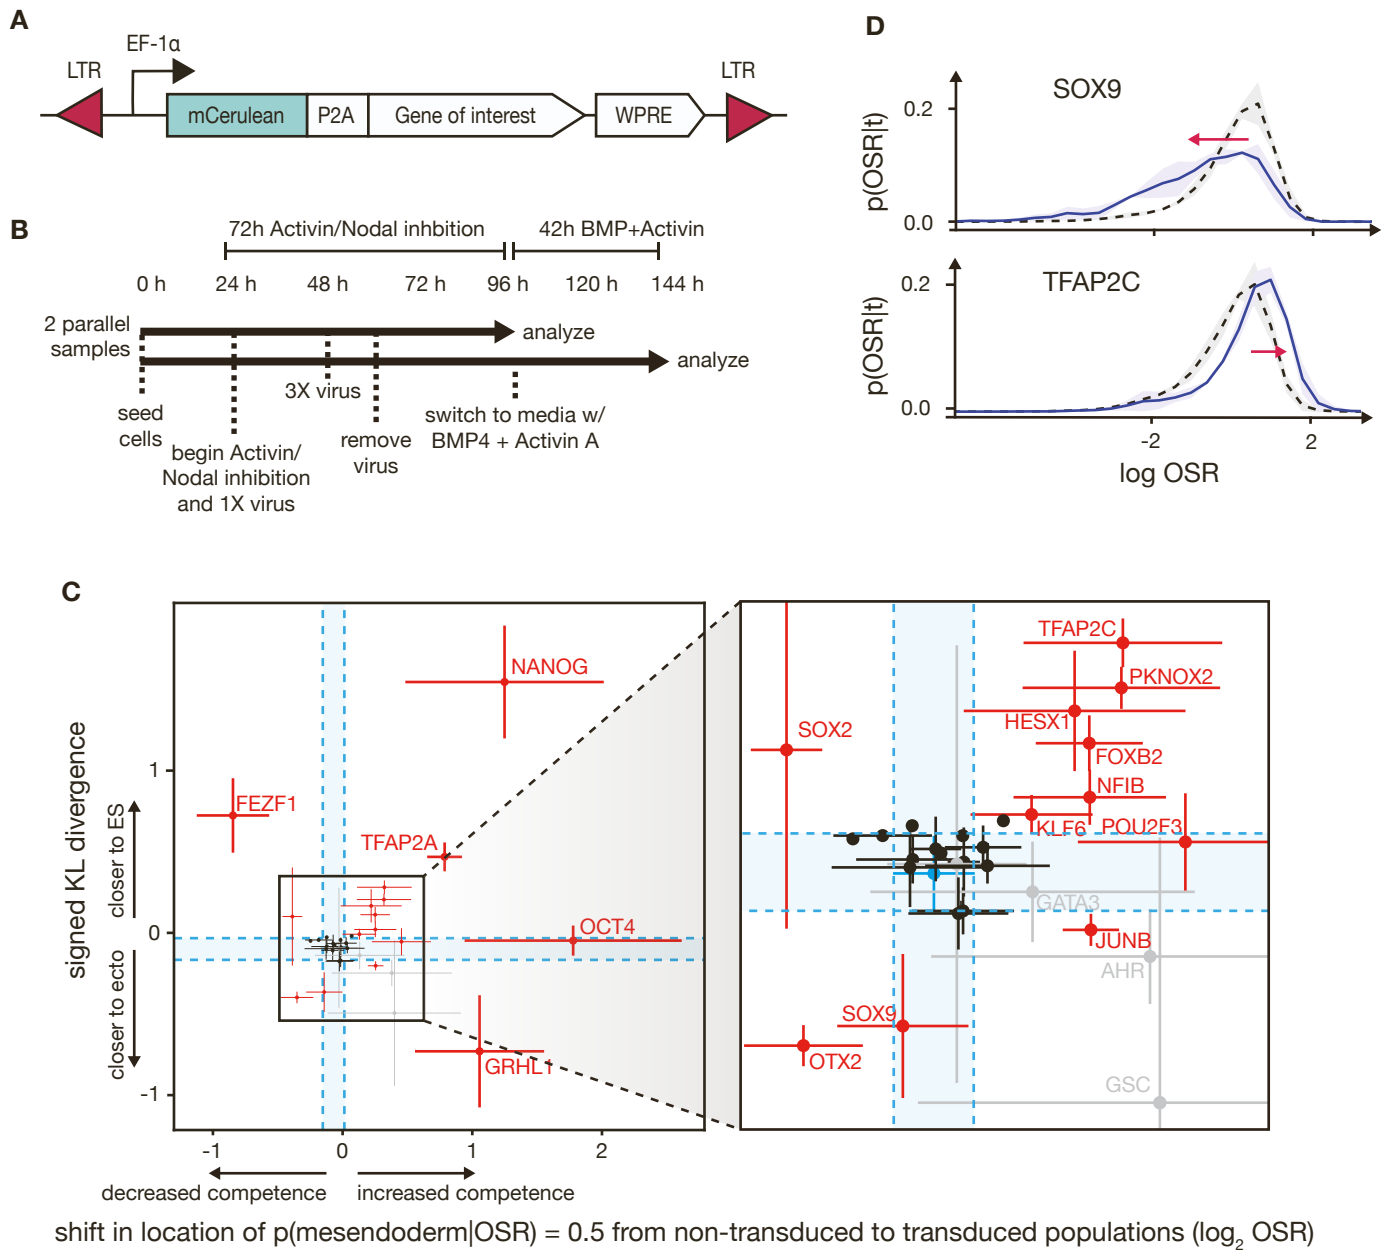 A
EF-1α
LTR
LTR
mCerulean
P2A
Gene of interest
WPRE
B
72h Activin/Nodal inhbition
42h BMP+Activin
0 h
24 h
48 h
72 h
96 h
120 h
144 h
2 parallel
samples
analyze
analyze
3X virus
seed
cells
begin Activin/
Nodal inhibition
and 1X virus
remove
virus
switch to media w/
BMP4 + Activin A
D
SOX9
p(OSR|t)
0.2
0.0
TFAP2C
p(OSR|t)
0.2
0.0
-2
2
log OSR
C
signed KL divergence
closer to ES
closer to ecto
1
0
-1
NANOG
FEZF1
TFAP2A
OCT4
GRHL1
-1
0
1
2
decreased competence
increased competence
TFAP2C
PKNOX2
HESX1
SOX2
FOXB2
NFIB
KLF6
POU2F3
GATA3
JUNB
AHR
SOX9
OTX2
GSC
shift in location of p(mesendoderm|OSR) = 0.5 from non-transduced to transduced populations (log2 OSR)